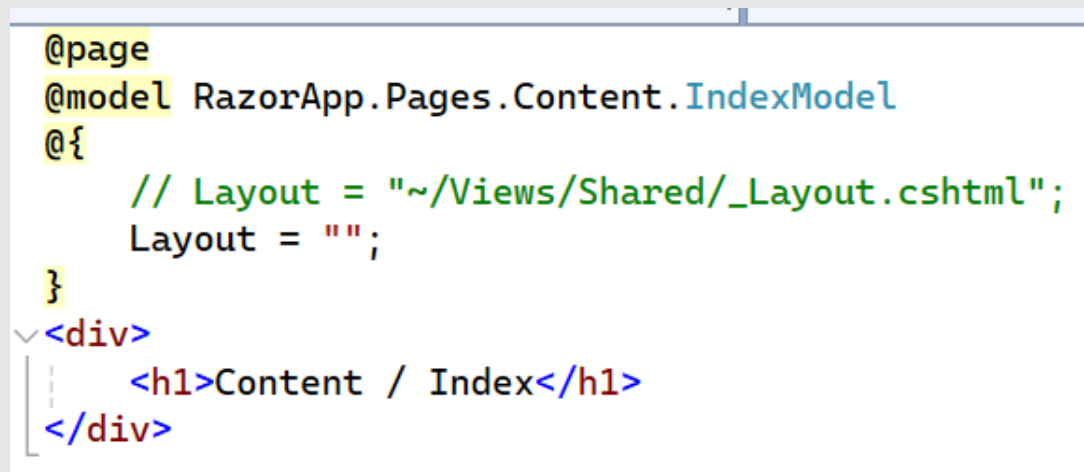 @page
@model RazorApp.Pages.Content.IndexModel
@{
    // Layout = "~/Views/Shared/_Layout.cshtml";
    Layout = "";
}
<div>
    <h1>Content / Index</h1>
</div>